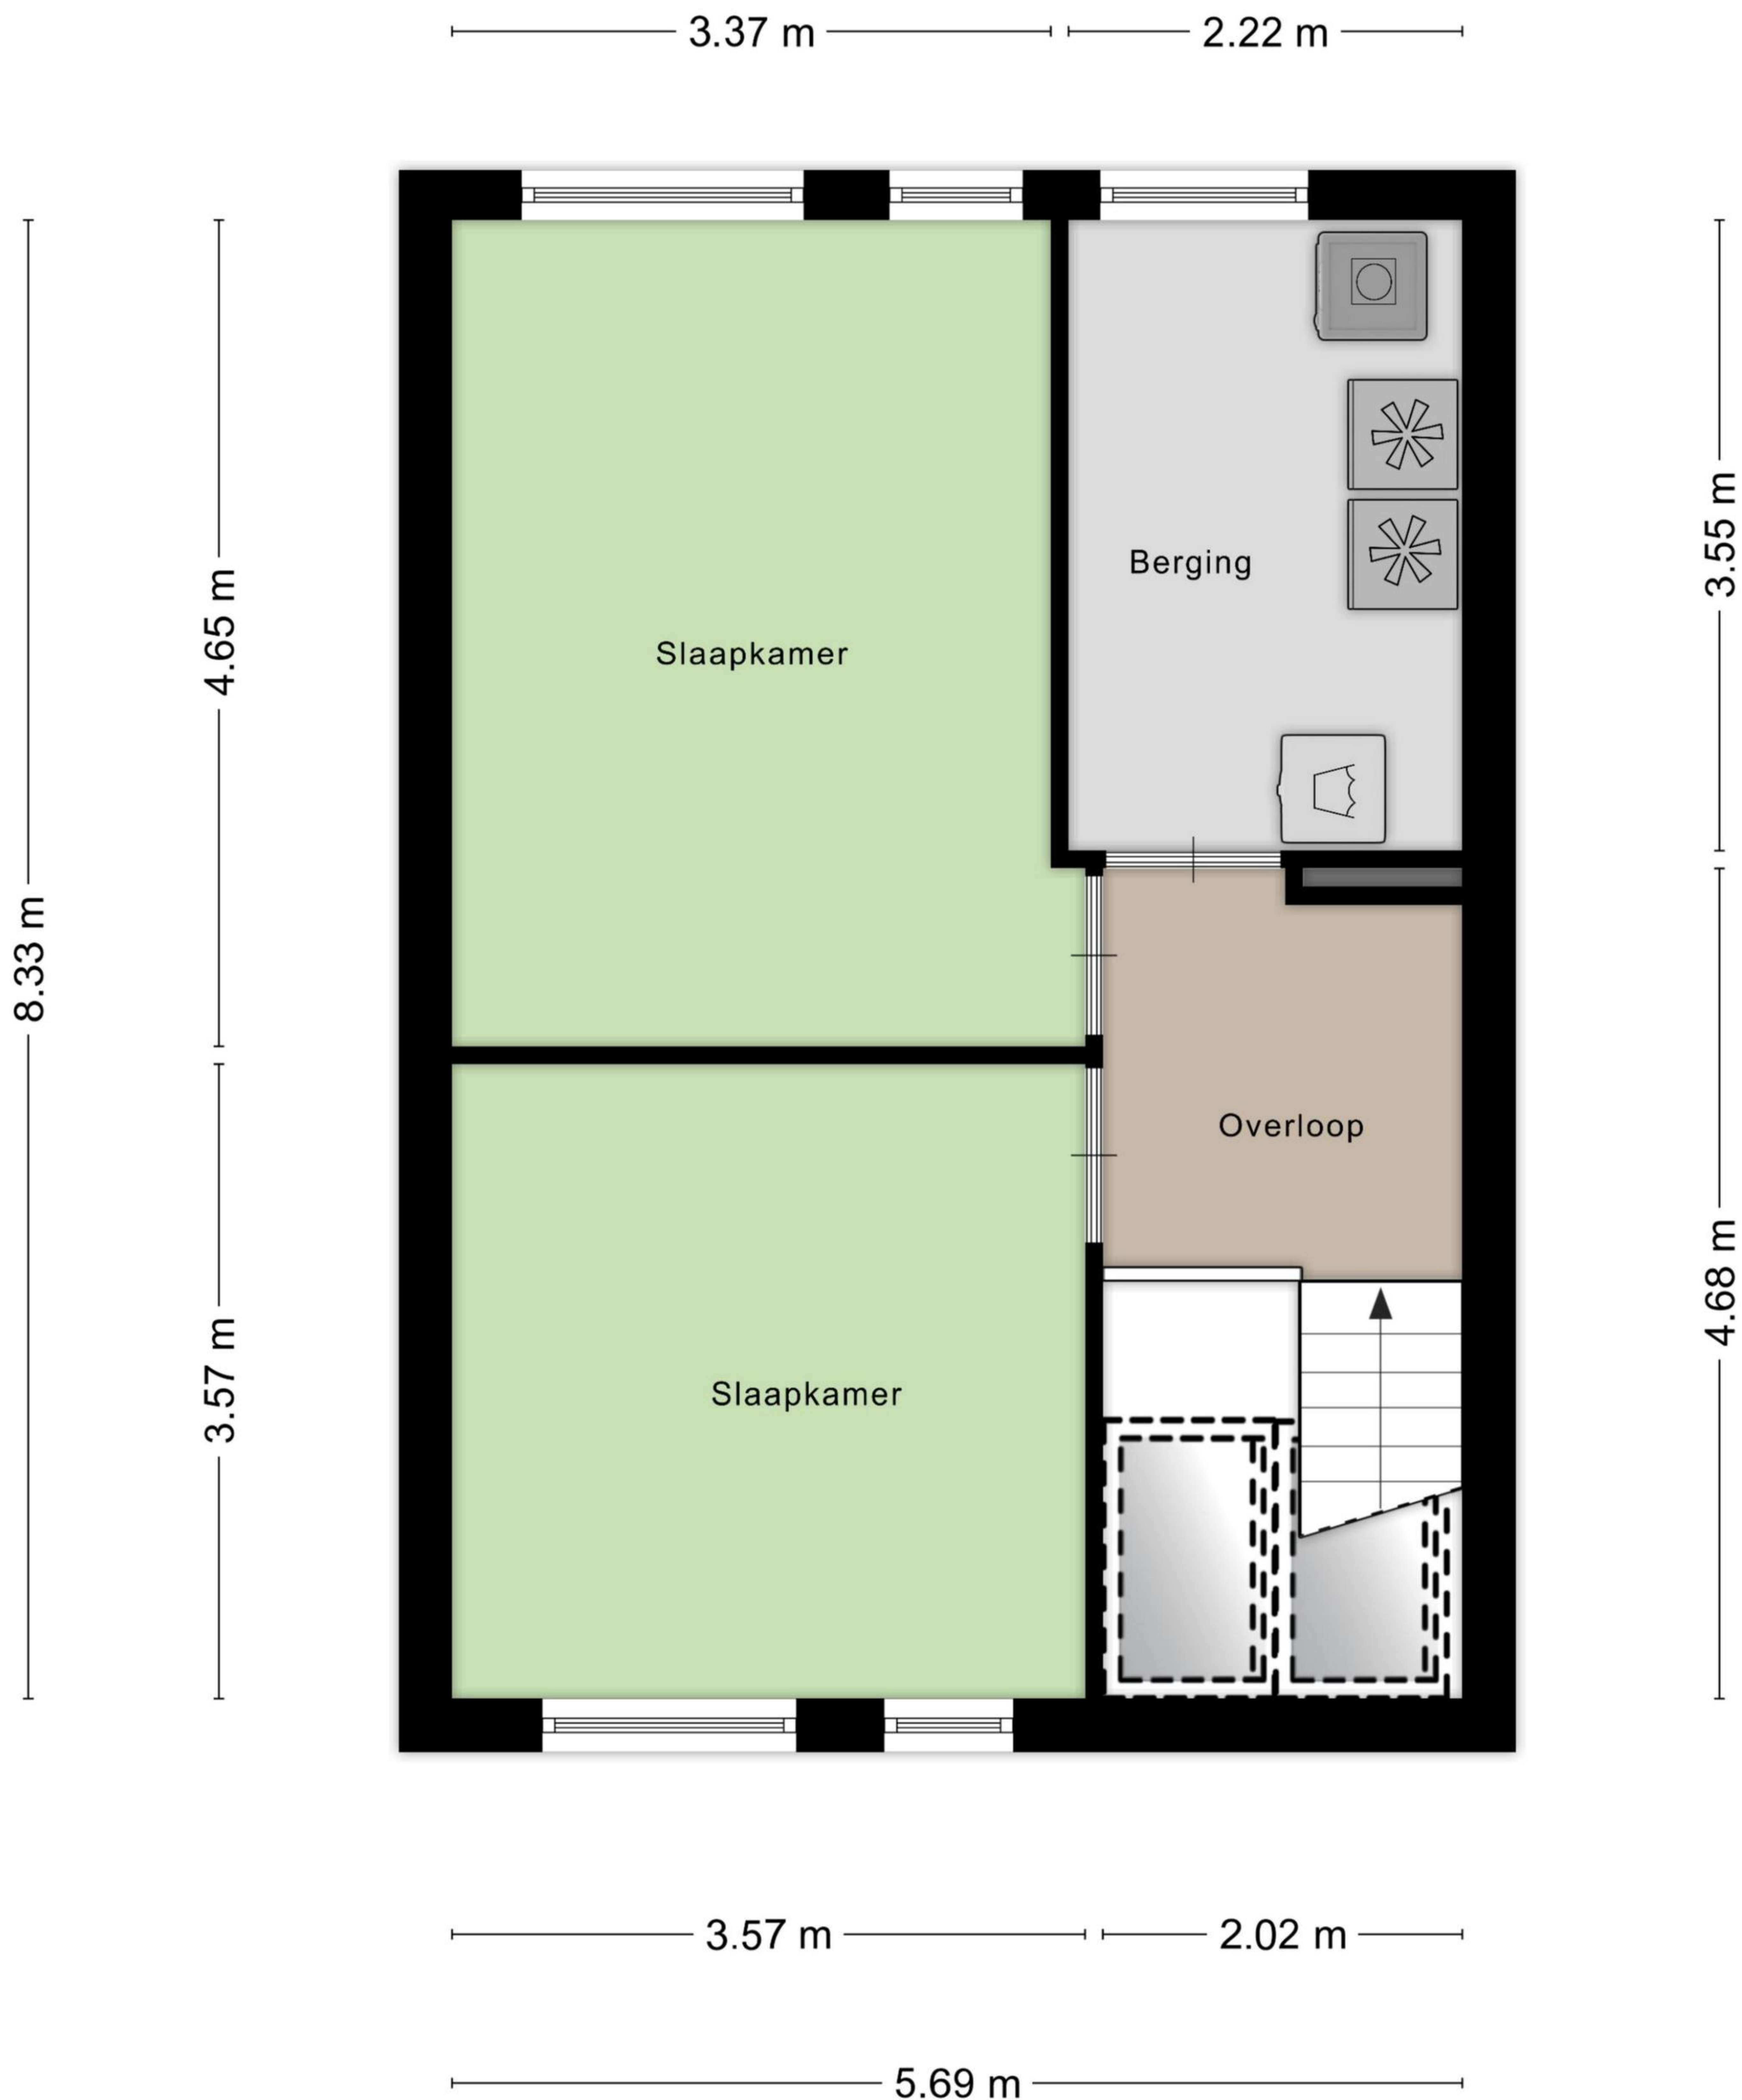 3.37 m
2.22 m
Berging
Slaapkamer
4.65 m
3.55 m
8.33 m
Overloop
4.68 m
3.57 m
Slaapkamer
3.57 m
2.02 m
5.69 m